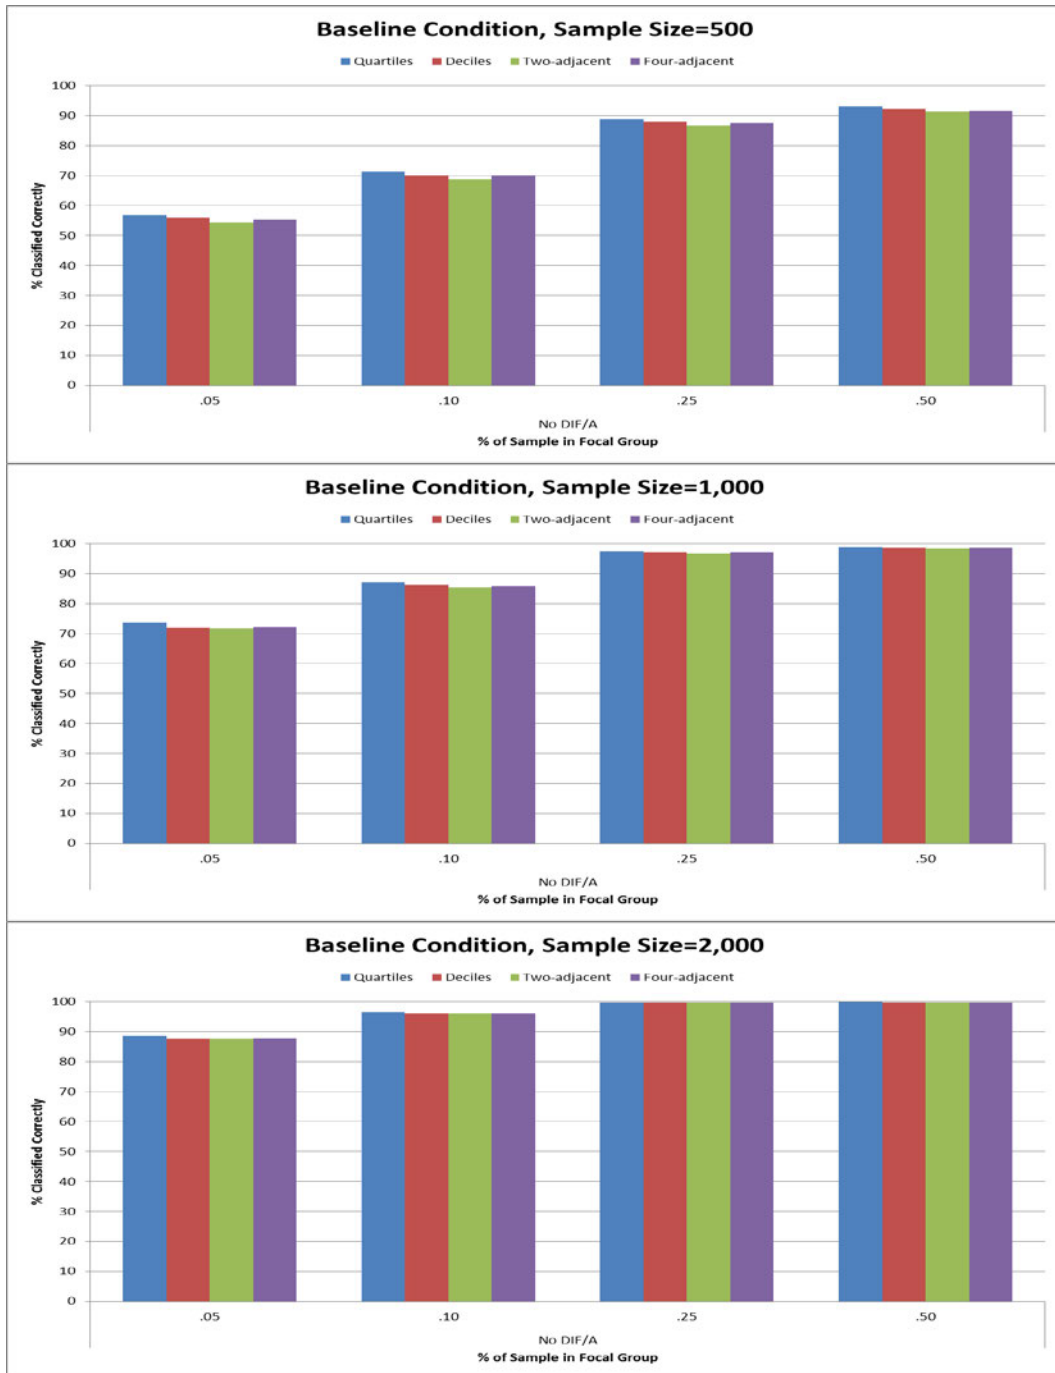 Baseline Condition, Sample Size=500
Quartiles Deciles Two-adjacent Four-adjacent
100
90
80
70
60
50
40
30
20
10
0
% Classified Correctly
.05 .10 .25 .50
No DIF/A
% of Sample in Focal Group
Baseline Condition, Sample Size=1,000
Quartiles Deciles Two-adjacent Four-adjacent
100
90
80
70
60
50
40
30
20
10
0
% Classified Correctly
.05 .10 .25 .50
No DIF/A
% of Sample in Focal Group
Baseline Condition, Sample Size=2,000
Quartiles Deciles Two-adjacent Four-adjacent
100
90
80
70
60
50
40
30
20
10
0
% Classified Correctly
.05 .10 .25 .50
No DIF/A
% of Sample in Focal Group